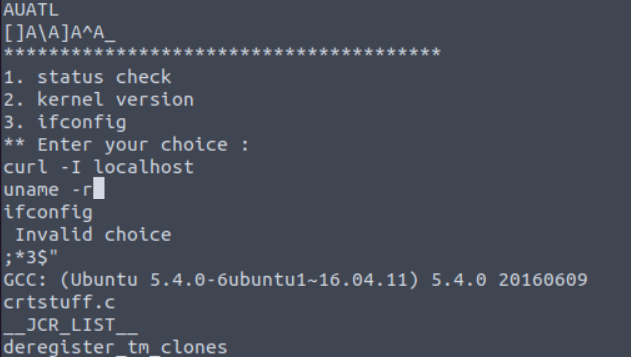 AUATL
[]A\A]A^A_
***************************************
1. status check
2. kernel version
3. ifconfig
** Enter your choice :
curl -I localhost
uname -r
ifconfig
 Invalid choice
;*3$"
GCC: (Ubuntu 5.4.0-6ubuntu1~16.04.11) 5.4.0 20160609
crtstuff.c
__JCR_LIST__
deregister_tm_clones